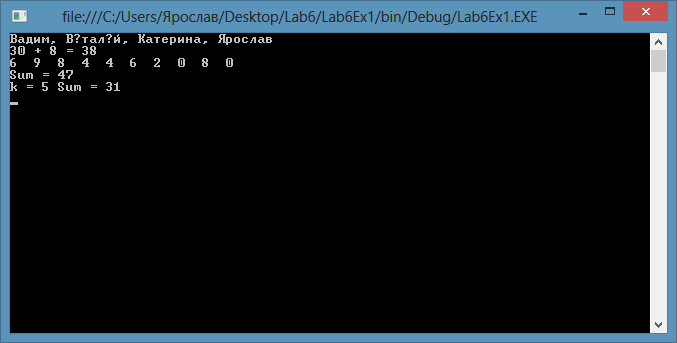 file:///C:/Users/Ярослав/Desktop/Lab6/Lab6Ex1/bin/Debug/Lab6Ex1.EXE
Вадим, В?тал?й, Катерина, Ярослав
30 + 8 = 38
6 9 8 4 4 6 2 0 8 0
Sum = 47
k = 5 Sum = 31